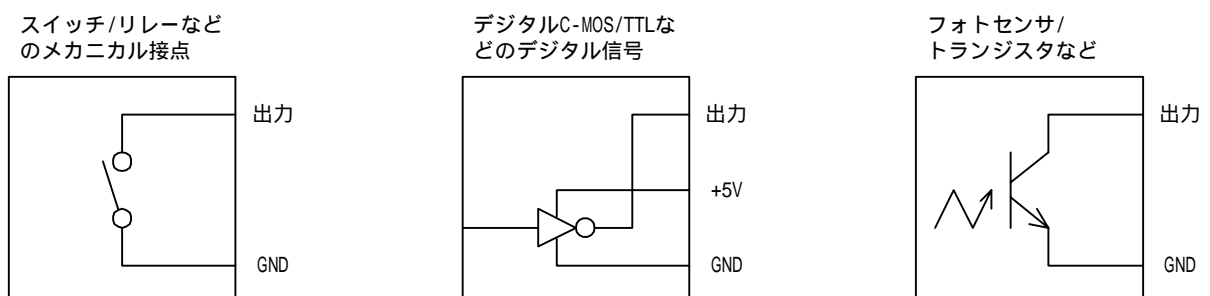 スイッチ/リレーなど
のメカニカル接点
出力
GND
デジタルC-MOS/TTLな
どのデジタル信号
出力
+5V
GND
フォトセンサ/
トランジスタなど
出力
GND